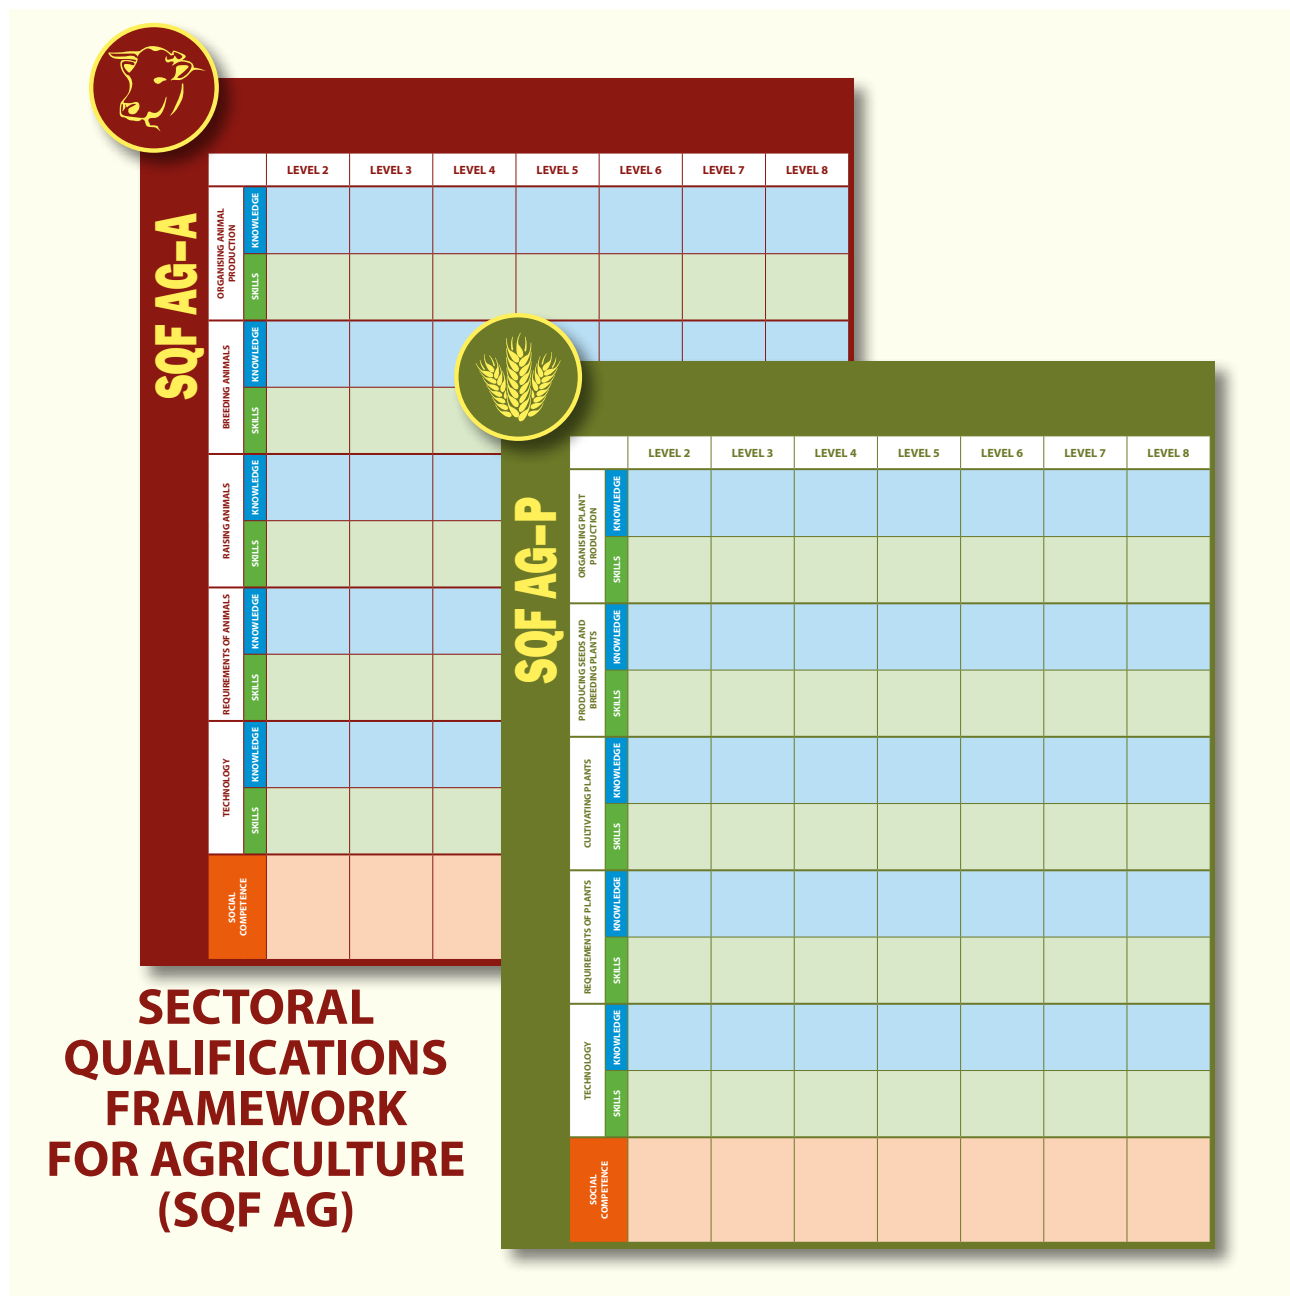 LEVEL 2 LEVEL 3 LEVEL 4 LEVEL 5 LEVEL 6 LEVEL 7 LEVEL 8
SQF AG–A
ORGANISING ANIMAL
PRODUCTION
KNOWLEDGE
SKILLS
BREEDING ANIMALS
KNOWLEDGE
SKILLS
RAISING ANIMALS
KNOWLEDGE
SKILLS
REQUIREMENTS OF ANIMALS
KNOWLEDGE
SKILLS
TECHNOLOGY
KNOWLEDGE
SKILLS
SOCIAL
COMPETENCE
LEVEL 2 LEVEL 3 LEVEL 4 LEVEL 5 LEVEL 6 LEVEL 7 LEVEL 8
SQF AG–P
ORGANISING PLANT
PRODUCTION
KNOWLEDGE
SKILLS
PRODUCING SEEDS AND
BREEDING PLANTS
KNOWLEDGE
SKILLS
CULTIVATING PLANTS
KNOWLEDGE
SKILLS
REQUIREMENTS OF PLANTS
KNOWLEDGE
SKILLS
TECHNOLOGY
KNOWLEDGE
SKILLS
SOCIAL
COMPETENCE
SECTORAL
QUALIFICATIONS
FRAMEWORK
FOR AGRICULTURE
(SQF AG)